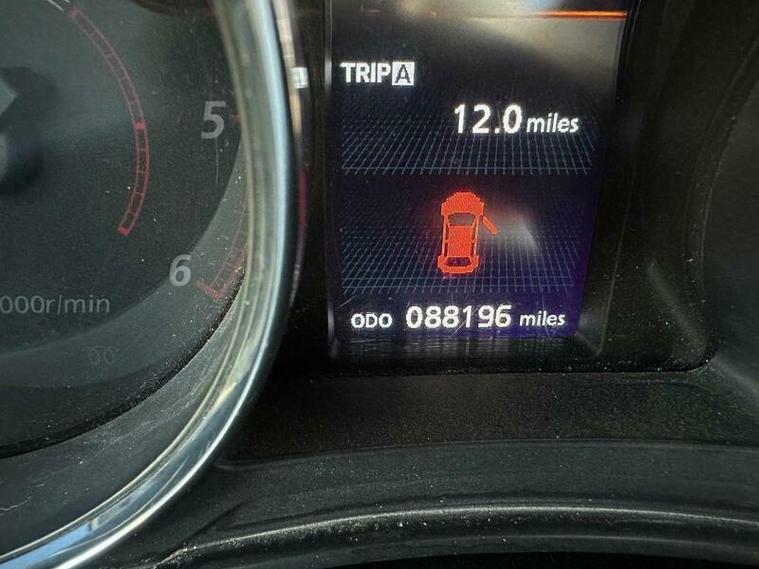 TRIP A
12.0 miles
5
6
000r/min
ODO 088196 miles